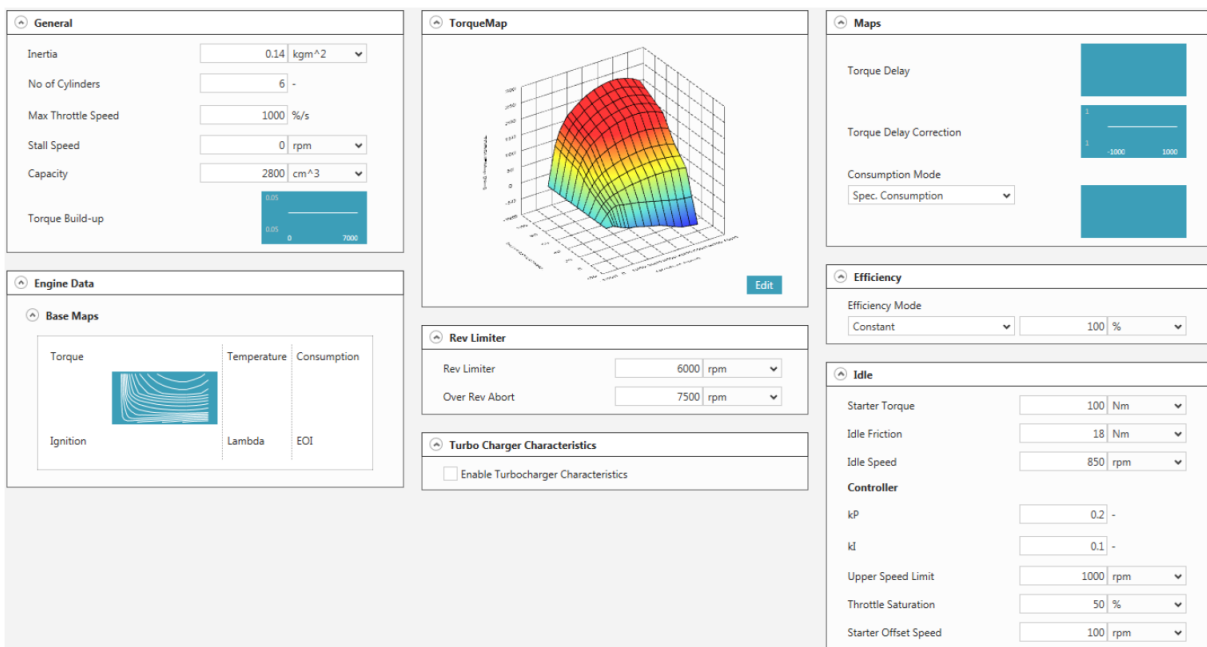 General
Inertia 0.14 kgm^2
No of Cylinders 6 -
Max Throttle Speed 1000 %/s
Stall Speed 0 rpm
Capacity 2800 cm^3
Torque Build-up
0.05
0.05
0 7000
Engine Data
Base Maps
Torque Temperature Consumption
Ignition Lambda EOI
TorqueMap
Edit
Rev Limiter
Rev Limiter 6000 rpm
Over Rev Abort 7500 rpm
Turbo Charger Characteristics
Enable Turbocharger Characteristics
Maps
Torque Delay
Torque Delay Correction
1
1
-1000 1000
Consumption Mode
Spec. Consumption
Efficiency
Efficiency Mode
Constant 100 %
Idle
Starter Torque 100 Nm
Idle Friction 18 Nm
Idle Speed 850 rpm
Controller
kP 0.2 -
kI 0.1 -
Upper Speed Limit 1000 rpm
Throttle Saturation 50 %
Starter Offset Speed 100 rpm